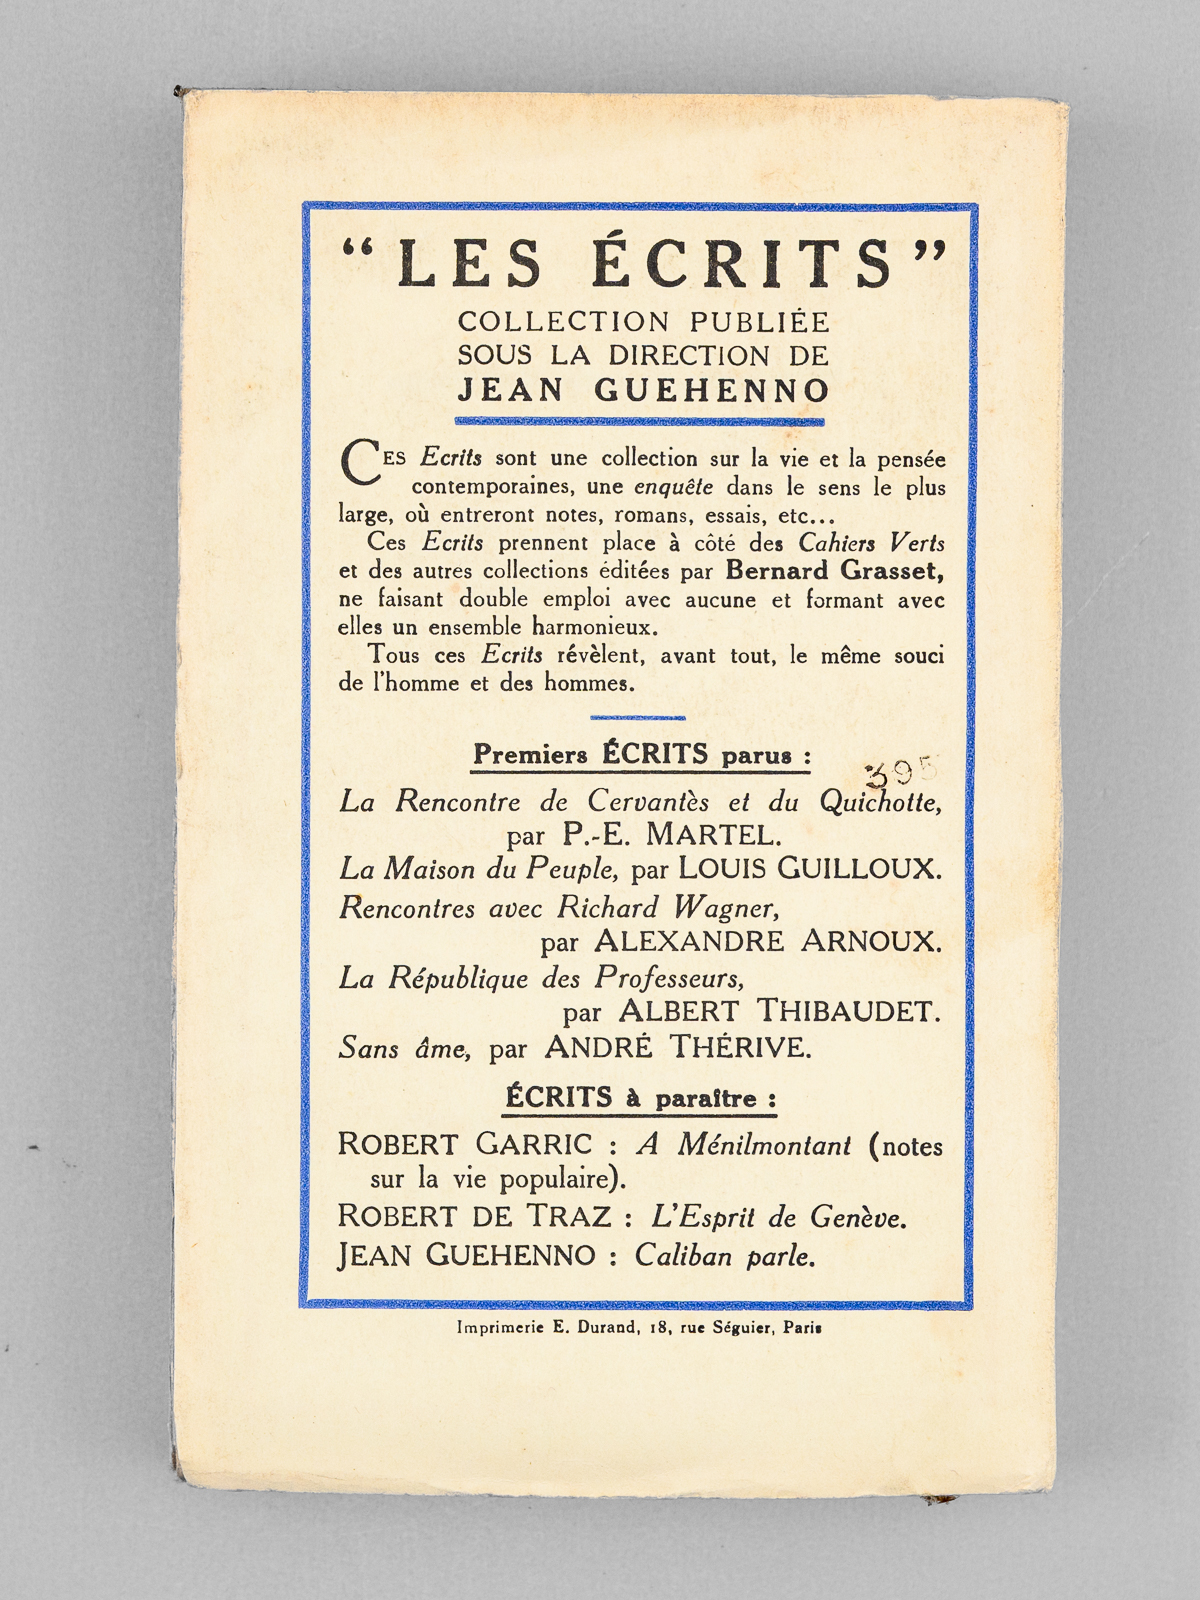 “LES ÉCRITS”
COLLECTION PUBLIÉE
SOUS LA DIRECTION DE
JEAN GUEHENNO
CES Ecrits sont une collection sur la vie et la pensée
contemporaines, une enquête dans le sens le plus
large, où entreront notes, romans, essais, etc...
Ces Ecrits prennent place à côté des Cahiers Verts
et des autres collections éditées par Bernard Grasset,
ne faisant double emploi avec aucune et formant avec
elles un ensemble harmonieux.
Tous ces Ecrits révèlent, avant tout, le même souci
de l'homme et des hommes.
Premiers ÉCRITS parus :
395
La Rencontre de Cervantès et du Quichotte,
par P.-E. MARTEL.
La Maison du Peuple, par LOUIS GUILLOUX.
Rencontres avec Richard Wagner,
par ALEXANDRE ARNOUX.
La République des Professeurs,
par ALBERT THIBAUDET.
Sans âme, par ANDRÉ THÉRIVE.
ÉCRITS à paraître :
ROBERT GARRIC : A Ménilmontant (notes
sur la vie populaire).
ROBERT DE TRAZ : L'Esprit de Genève.
JEAN GUEHENNO : Caliban parle.
Imprimerie E. Durand, 18, rue Séguier, Paris